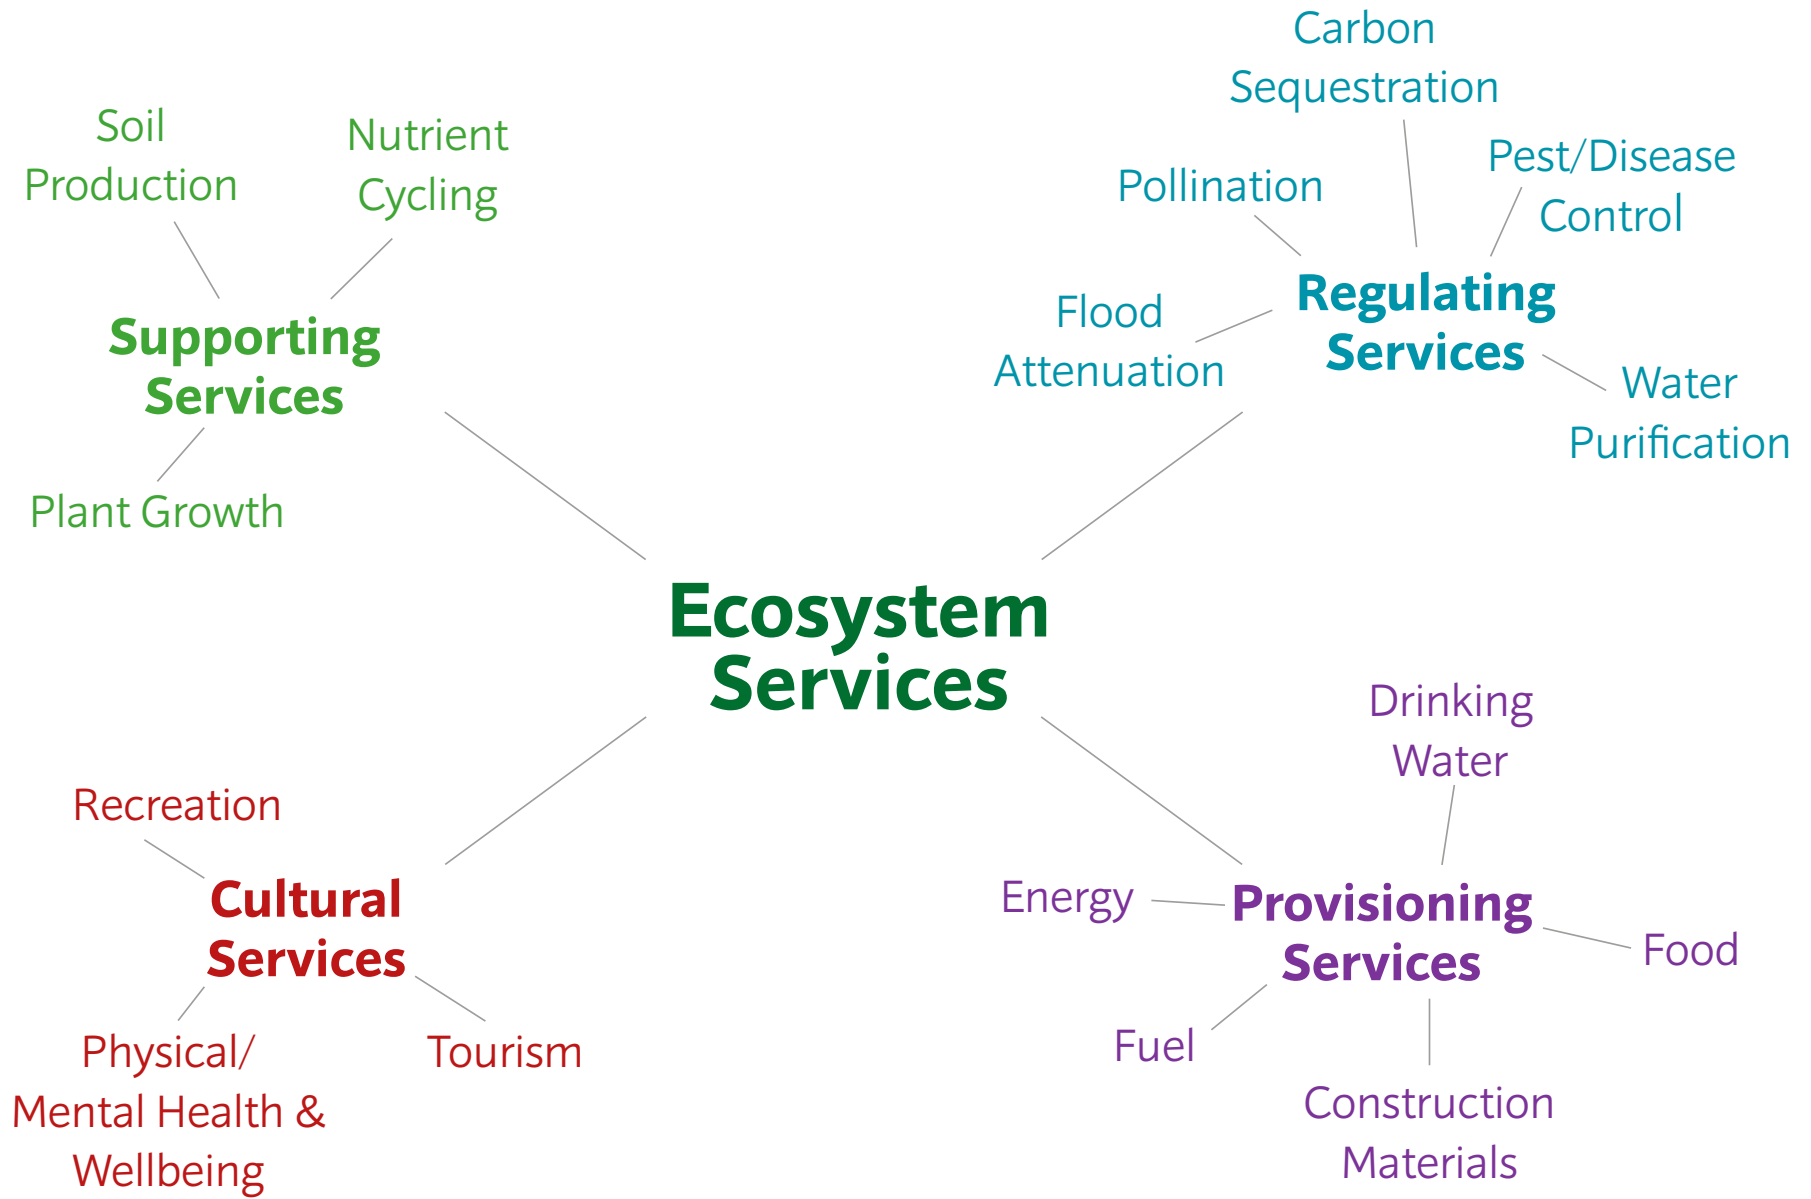 Soil
Production
Nutrient
Cycling
Supporting
Services
Plant Growth
Carbon
Sequestration
Pollination
Pest/Disease
Control
Flood
Attenuation
Regulating
Services
Water
Purification
Ecosystem
Services
Recreation
Cultural
Services
Physical/
Mental Health &
Wellbeing
Tourism
Drinking
Water
Energy
Provisioning
Services
Food
Fuel
Construction
Materials